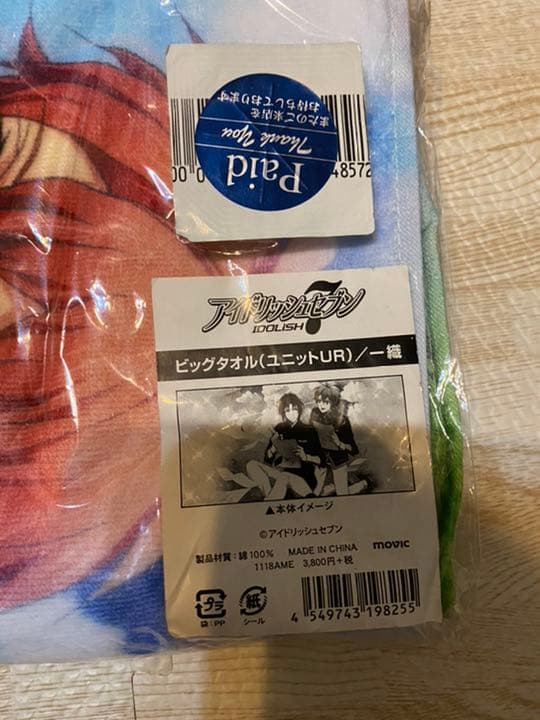 またのご来店を
お待ちしております
Thank You
Paid
48572
アイドリッシュセブン
IDOLiSH 7
ビッグタオル(ユニットUR)/一織
▲本体イメージ
©アイドリッシュセブン
製品材質:綿100% MADE IN CHINA movic
1118AME 3,800円+税
プラ
袋:PP
紙
シール
4 549743 198255